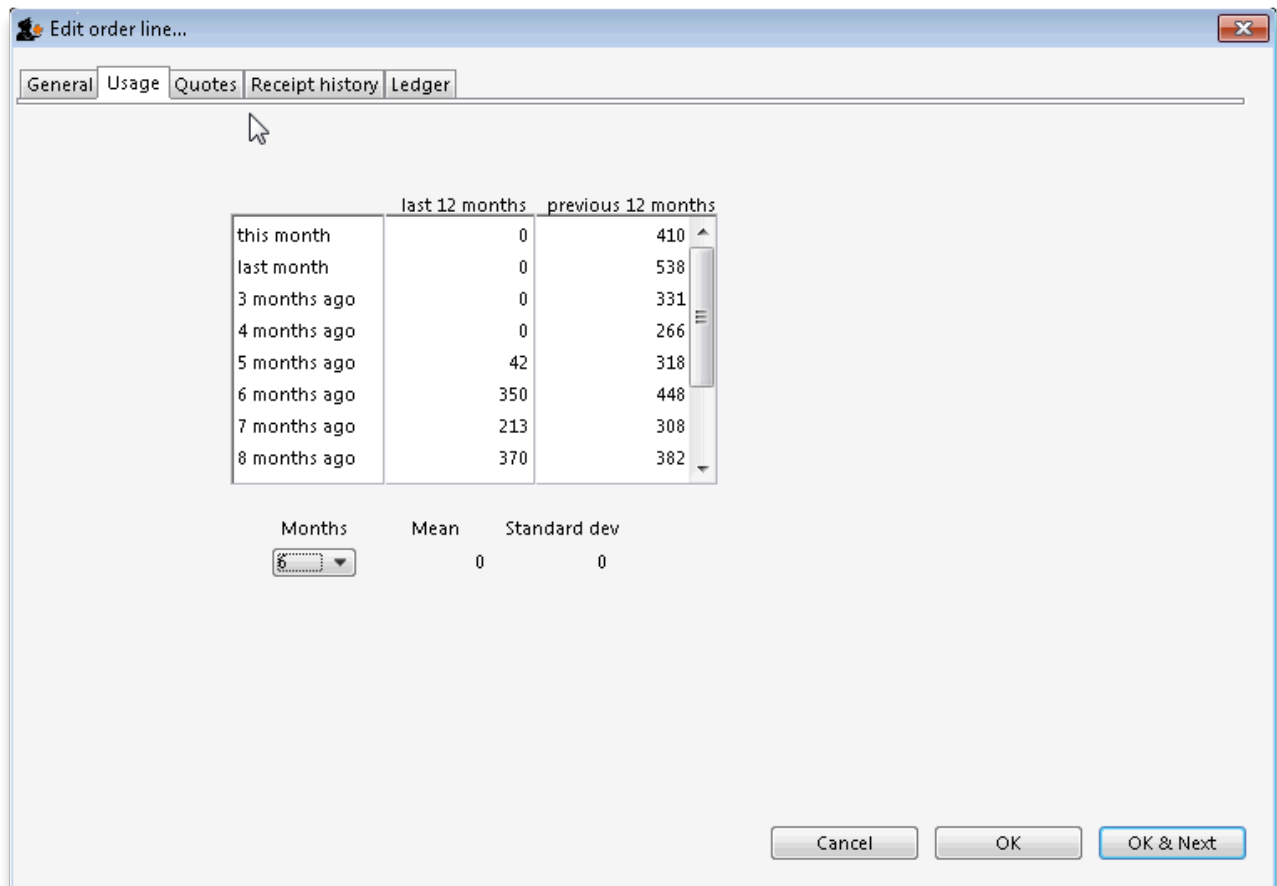 Edit order line...
General Usage Quotes Receipt history Ledger
last 12 months previous 12 months
this month 0 410
last month 0 538
3 months ago 0 331
4 months ago 0 266
5 months ago 42 318
6 months ago 350 448
7 months ago 213 308
8 months ago 370 382
Months Mean Standard dev
6 0 0
Cancel OK OK & Next